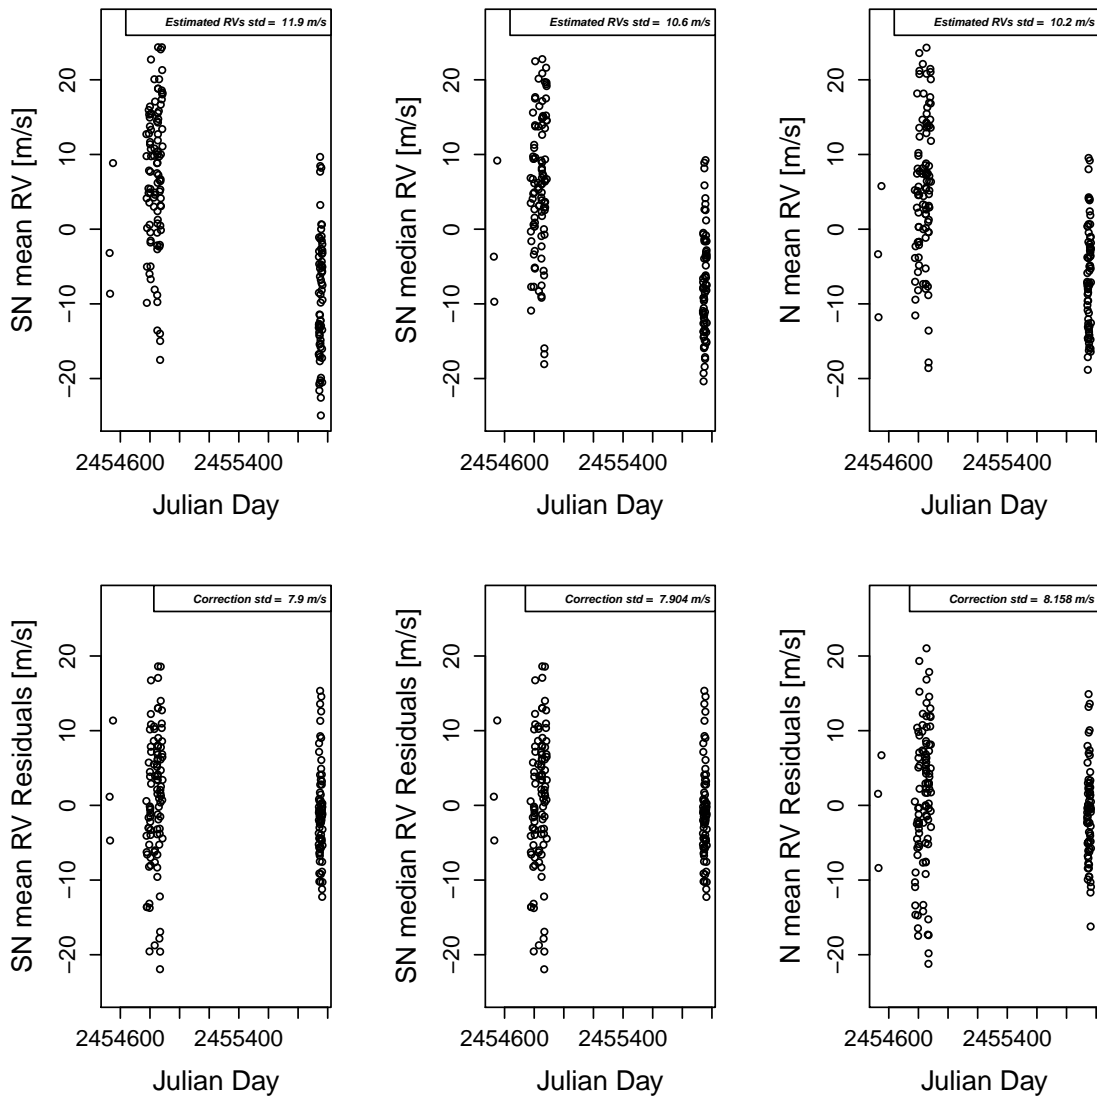 Estimated RVs std = 11.9 m/s
SN mean RV [m/s]
20
10
0
−10
−20
2454600 2455400
Julian Day
Estimated RVs std = 10.6 m/s
SN median RV [m/s]
20
10
0
−10
−20
2454600 2455400
Julian Day
Estimated RVs std = 10.2 m/s
N mean RV [m/s]
20
10
0
−10
−20
2454600 2455400
Julian Day
Correction std = 7.9 m/s
SN mean RV Residuals [m/s]
20
10
0
−10
−20
2454600 2455400
Julian Day
Correction std = 7.904 m/s
SN median RV Residuals [m/s]
20
10
0
−10
−20
2454600 2455400
Julian Day
Correction std = 8.158 m/s
N mean RV Residuals [m/s]
20
10
0
−10
−20
2454600 2455400
Julian Day